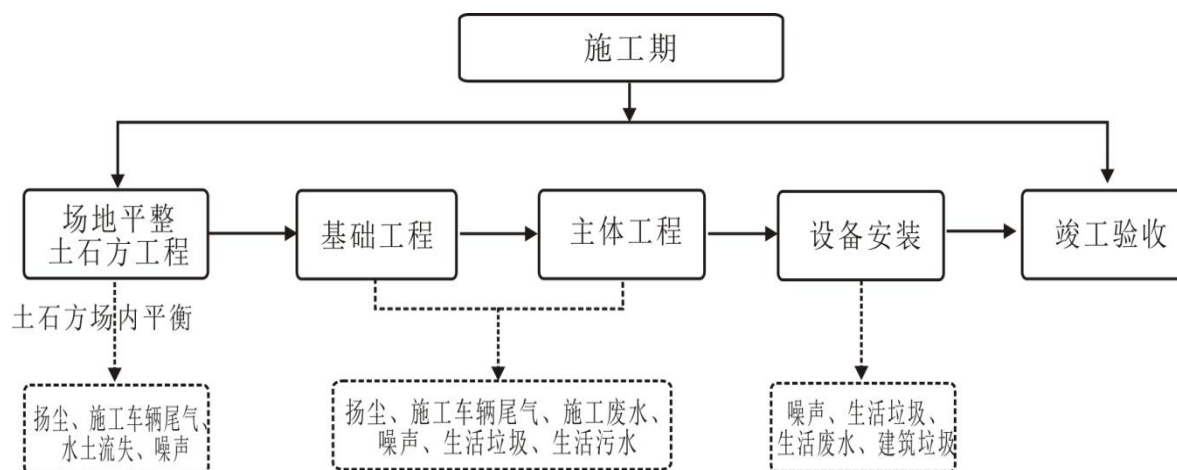 施工期
场地平整
土石方工程
基础工程
主体工程
设备安装
竣工验收
土石方场内平衡
扬尘、施工车辆尾气、
水土流失、噪声
扬尘、施工车辆尾气、施工废水、
噪声、生活垃圾、生活污水
噪声、生活垃圾、
生活废水、建筑垃圾